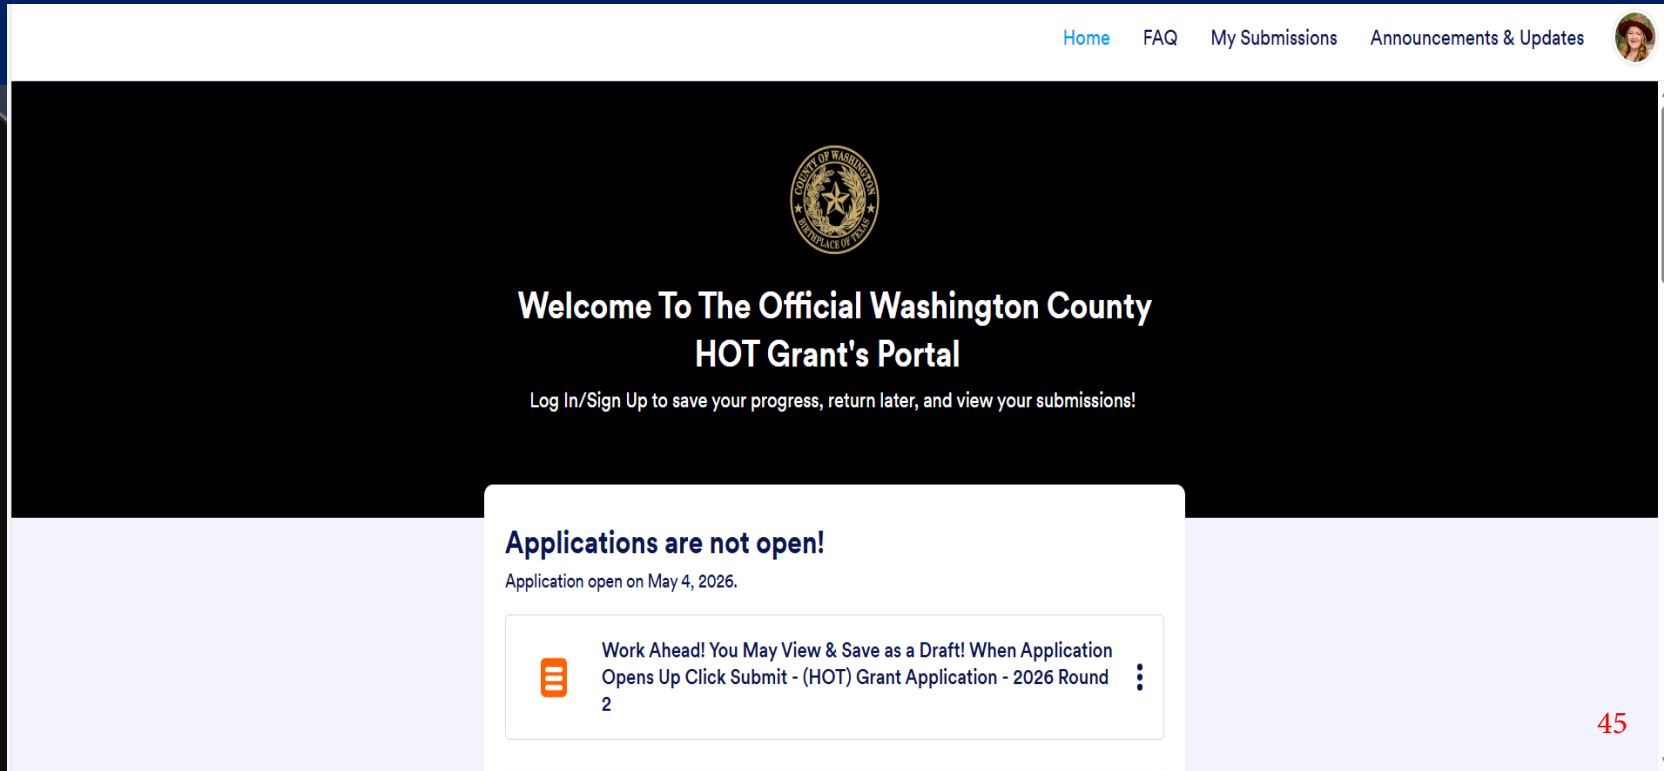 Home FAQ My Submissions Announcements & Updates
COUNTY OF WASHINGTON
BIRTHPLACE OF TEXAS
Welcome To The Official Washington County
HOT Grant's Portal
Log In/Sign Up to save your progress, return later, and view your submissions!
Applications are not open!
Application open on May 4, 2026.
Work Ahead! You May View & Save as a Draft! When Application
Opens Up Click Submit - (HOT) Grant Application - 2026 Round
2
45